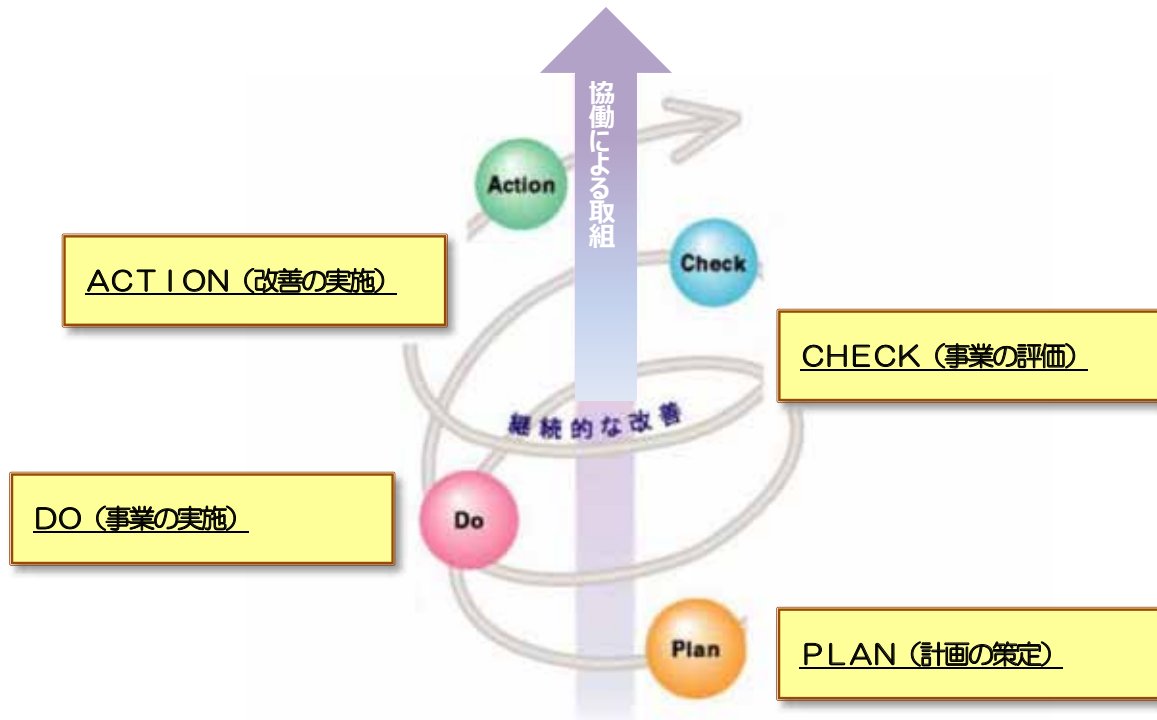 協働による取組
Action
Check
ACTION（改善の実施）
CHECK（事業の評価）
継続的な改善
Do
DO（事業の実施）
Plan
PLAN（計画の策定）